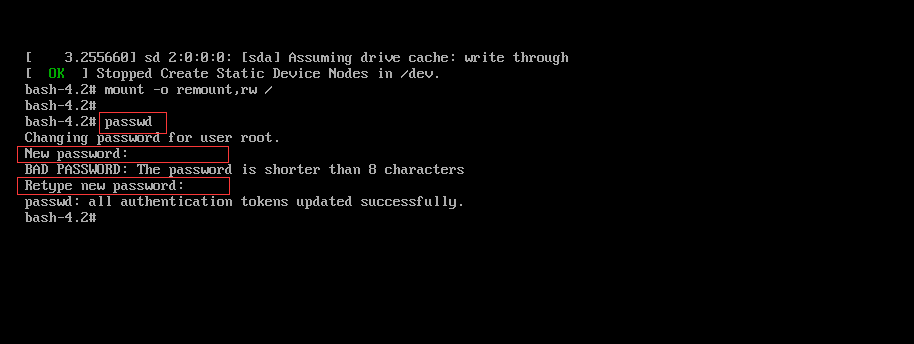 [    3.255660] sd 2:0:0:0: [sda] Assuming drive cache: write through
[  OK  ] Stopped Create Static Device Nodes in /dev.
bash-4.2# mount -o remount,rw /
bash-4.2#
bash-4.2# passwd
Changing password for user root.
New password:
BAD PASSWORD: The password is shorter than 8 characters
Retype new password:
passwd: all authentication tokens updated successfully.
bash-4.2#